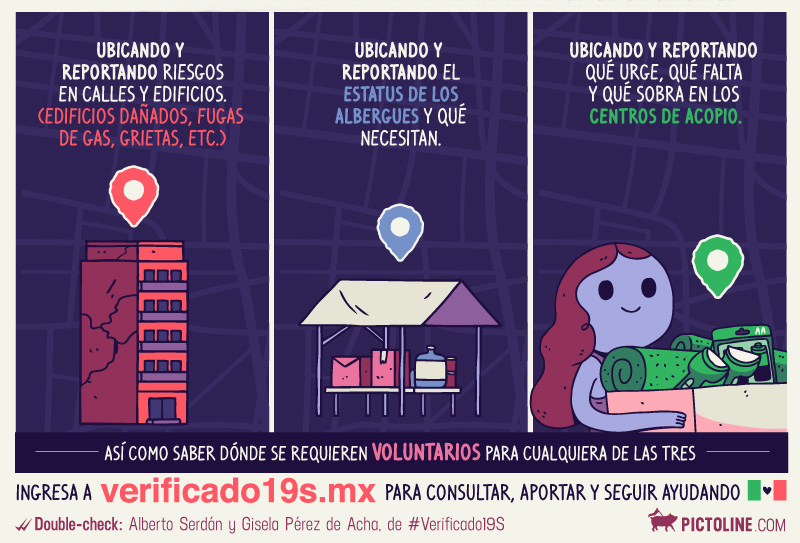 UBICANDO Y
REPORTANDO RIESGOS
EN CALLES Y EDIFICIOS.
(EDIFICIOS DAÑADOS, FUGAS
DE GAS, GRIETAS, ETC.)
UBICANDO Y
REPORTANDO EL
ESTATUS DE LOS
ALBERGUES Y QUÉ
NECESITAN.
UBICANDO Y REPORTANDO
QUÉ URGE, QUÉ FALTA
Y QUÉ SOBRA EN LOS
CENTROS DE ACOPIO.
AA
ASÍ COMO SABER DÓNDE SE REQUIEREN VOLUNTARIOS PARA CUALQUIERA DE LAS TRES
INGRESA A verificado19s.mx PARA CONSULTAR, APORTAR Y SEGUIR AYUDANDO
Double-check: Alberto Serdán y Gisela Pérez de Acha, de #Verificado19S
PICTOLINE.COM